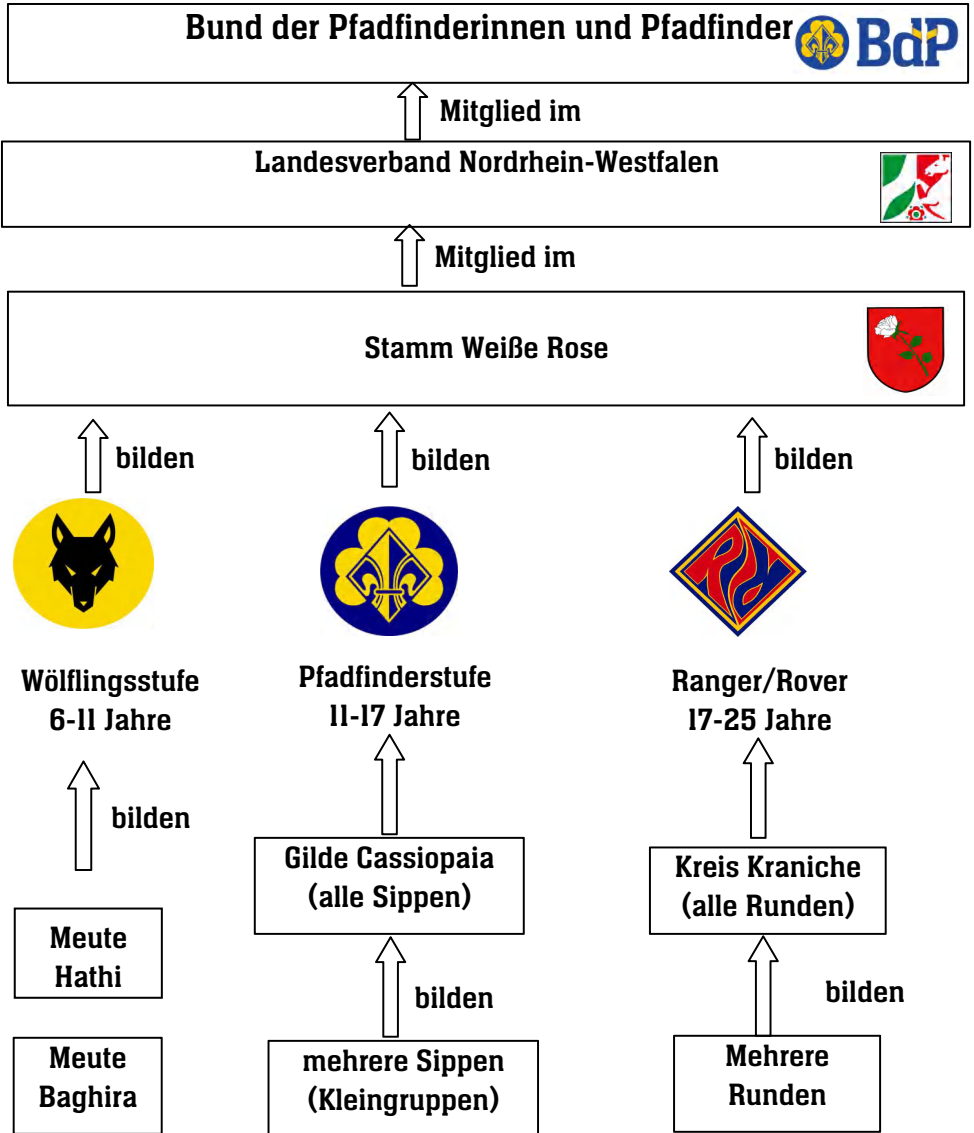 Bund der Pfadfinderinnen und Pfadfinder
BdP
Mitglied im
Landesverband Nordrhein-Westfalen
Mitglied im
Stamm Weiße Rose
bilden
bilden
bilden
Wölflingsstufe
6-11 Jahre
Pfadfinderstufe
11-17 Jahre
Ranger/Rover
17-25 Jahre
bilden
Gilde Cassiopaia
(alle Sippen)
Kreis Kraniche
(alle Runden)
Meute
Hathi
bilden
bilden
Meute
Baghira
mehrere Sippen
(Kleingruppen)
Mehrere
Runden